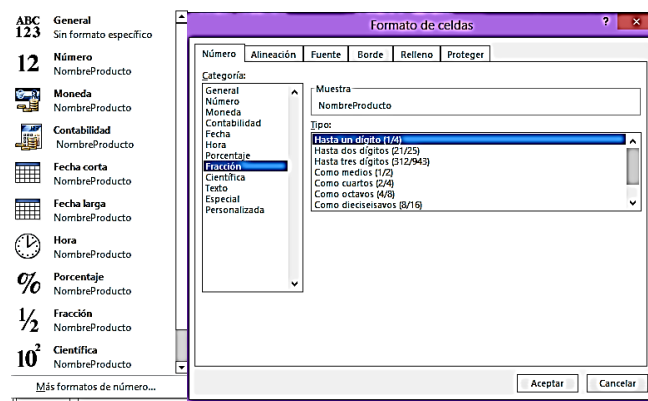 ABC
123
General
Sin formato específico
12
Número
NombreProducto
Moneda
NombreProducto
Contabilidad
NombreProducto
Fecha corta
NombreProducto
Fecha larga
NombreProducto
Hora
NombreProducto
%
Porcentaje
NombreProducto
1/2
Fracción
NombreProducto
10²
Científica
NombreProducto
Más formatos de número...
Formato de celdas
? ×
Número Alineación Fuente Borde Relleno Proteger
Categoría:
General
Número
Moneda
Contabilidad
Fecha
Hora
Porcentaje
Fracción
Científica
Texto
Especial
Personalizada
Muestra
NombreProducto
Tipo:
Hasta un dígito (1/4)
Hasta dos dígitos (21/25)
Hasta tres dígitos (312/943)
Como medios (1/2)
Como cuartos (2/4)
Como octavos (4/8)
Como dieciseisavos (8/16)
Aceptar Cancelar